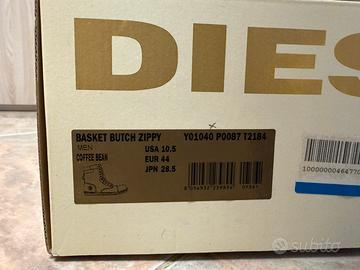 DIES
BASKET BUTCH ZIPPY Y01040 P0087 T2184
MEN USA 10.5
COFFEE BEAN EUR 44
JPN 28.5
10000000464770
subito